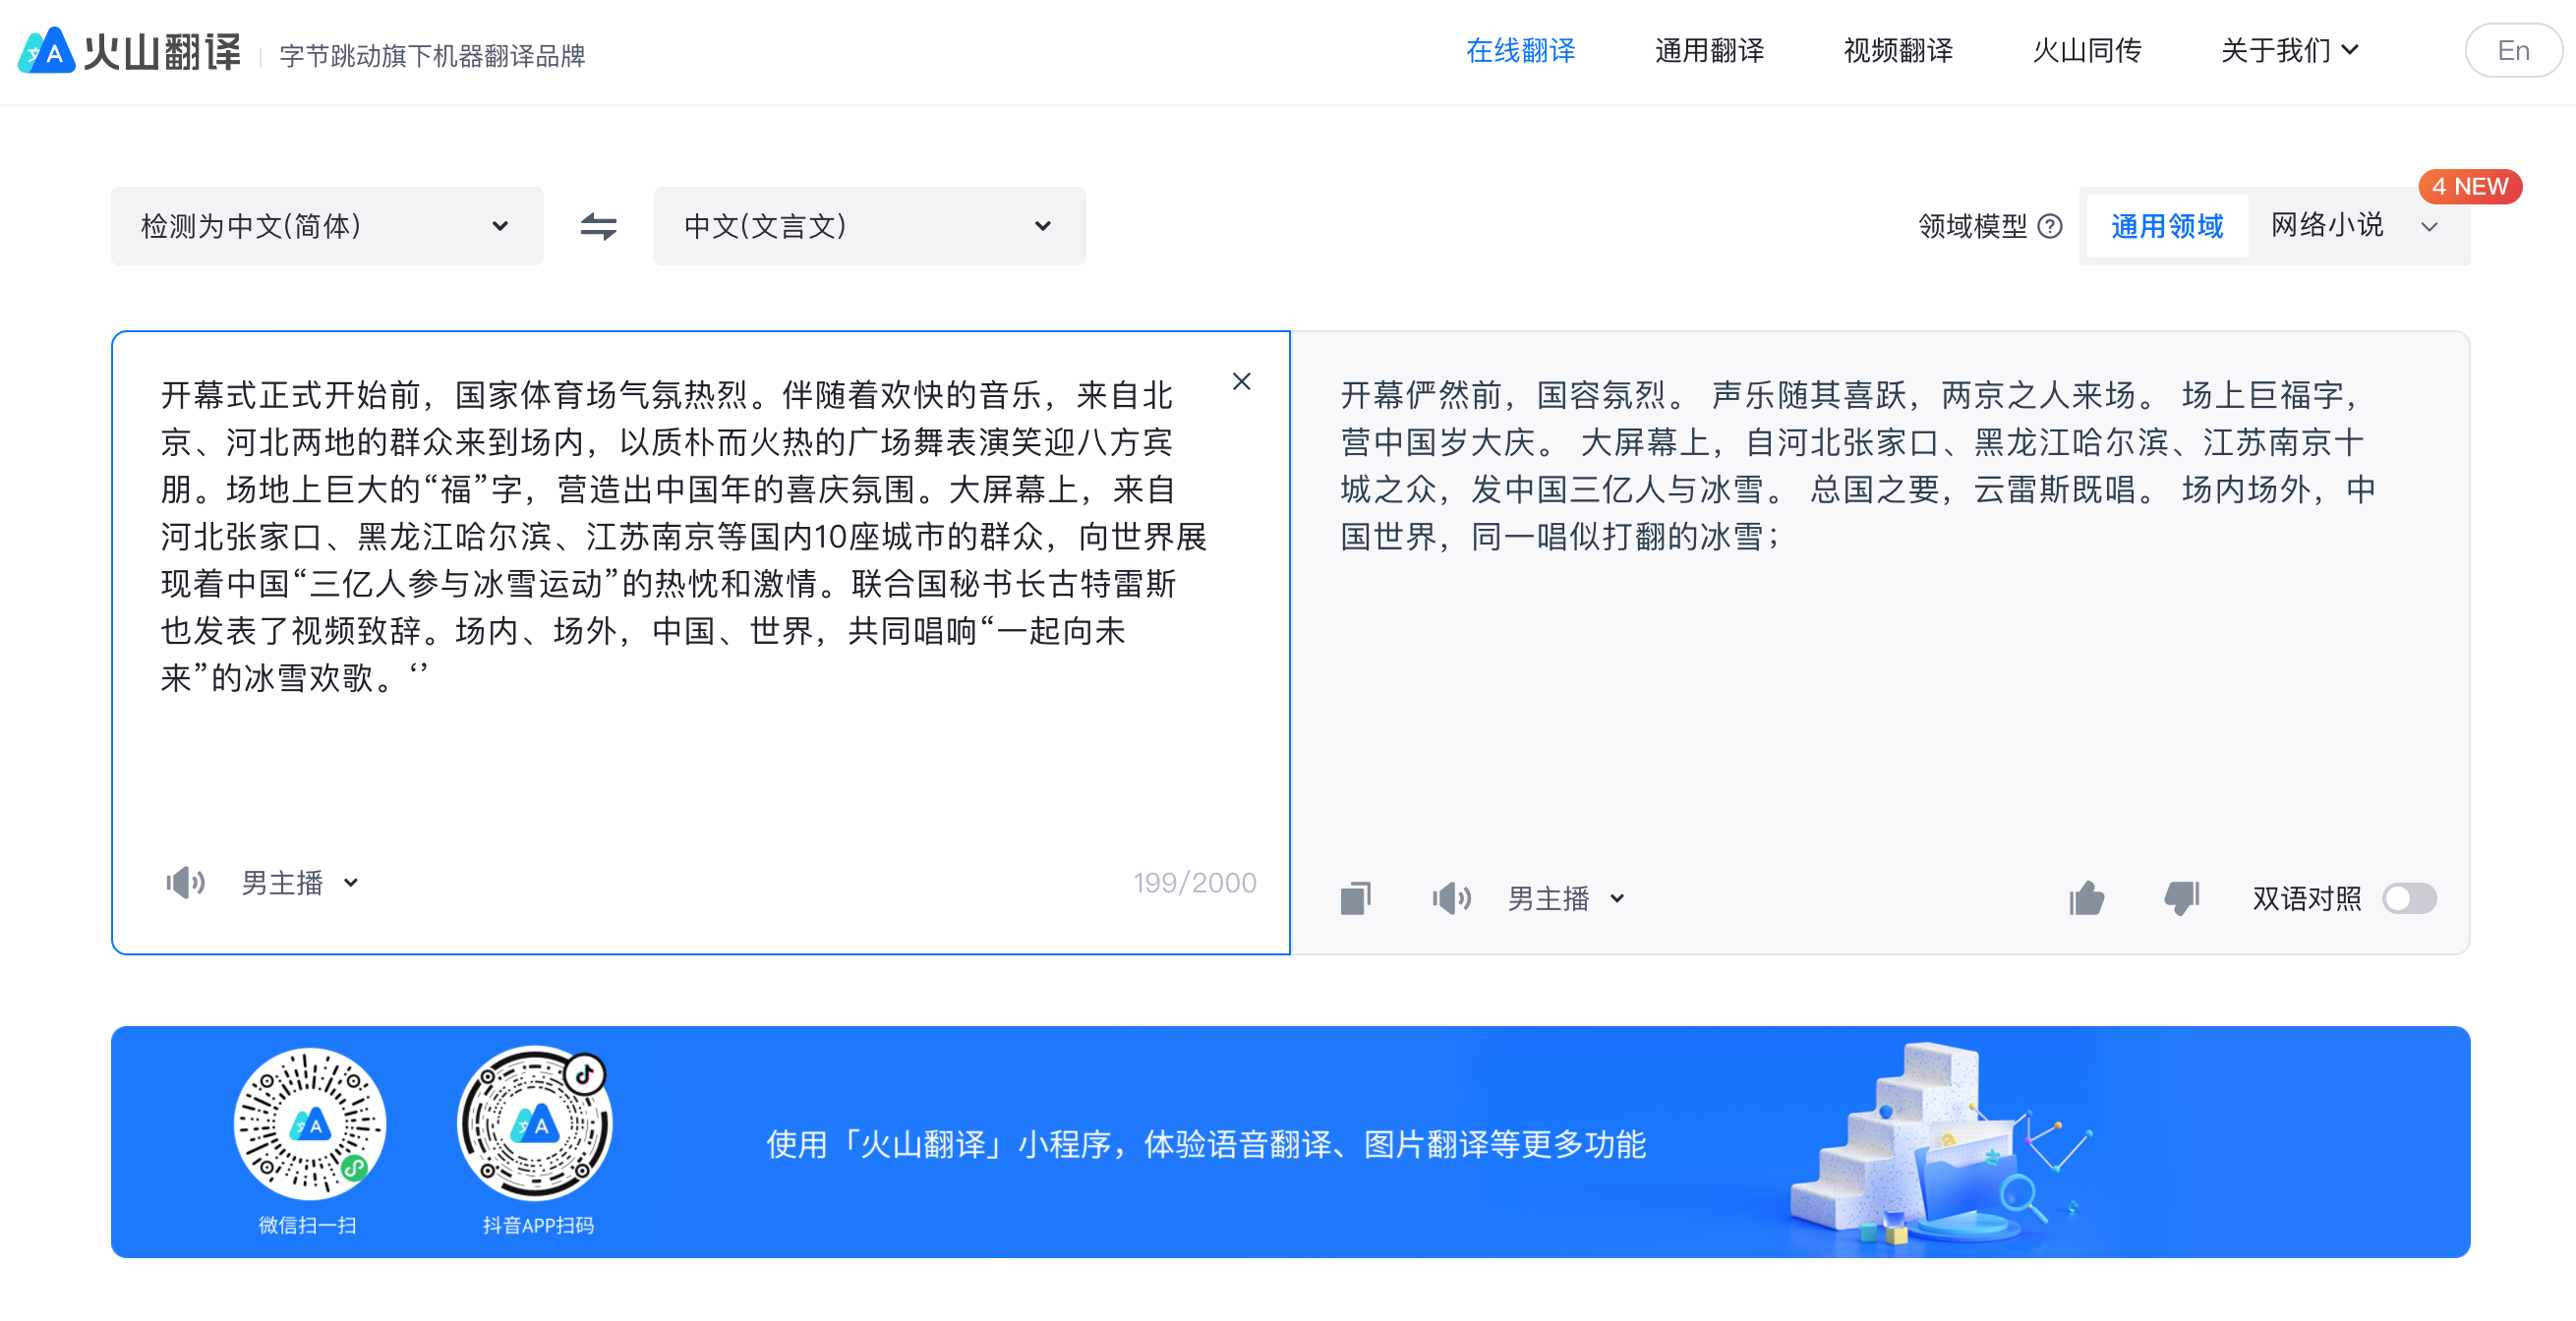 火山翻译
字节跳动旗下机器翻译品牌
在线翻译
通用翻译
视频翻译
火山同传
关于我们
En
检测为中文(简体)
中文(文言文)
领域模型
通用领域
网络小说
4 NEW
开幕式正式开始前，国家体育场气氛热烈。伴随着欢快的音乐，来自北
京、河北两地的群众来到场内，以质朴而火热的广场舞表演笑迎八方宾
朋。场地上巨大的“福”字，营造出中国年的喜庆氛围。大屏幕上，来自
河北张家口、黑龙江哈尔滨、江苏南京等国内10座城市的群众，向世界展
现着中国“三亿人参与冰雪运动”的热忱和激情。联合国秘书长古特雷斯
也发表了视频致辞。场内、场外，中国、世界，共同唱响“一起向未
来”的冰雪欢歌。‘’
男主播
199/2000
开幕俨然前，国容氛烈。 声乐随其喜跃，两京之人来场。 场上巨福字，
营中国岁大庆。 大屏幕上，自河北张家口、黑龙江哈尔滨、江苏南京十
城之众，发中国三亿人与冰雪。 总国之要，云雷斯既唱。 场内场外，中
国世界，同一唱似打翻的冰雪；
男主播
双语对照
使用「火山翻译」小程序，体验语音翻译、图片翻译等更多功能
微信扫一扫
抖音APP扫码